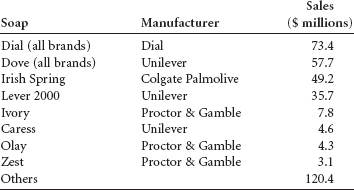 Sales
Soap Manufacturer ($ millions)
Dial (all brands) Dial 73.4
Dove (all brands) Unilever 57.7
Irish Spring Colgate Palmolive 49.2
Lever 2000 Unilever 35.7
Ivory Proctor & Gamble 7.8
Caress Unilever 4.6
Olay Proctor & Gamble 4.3
Zest Proctor & Gamble 3.1
Others 120.4